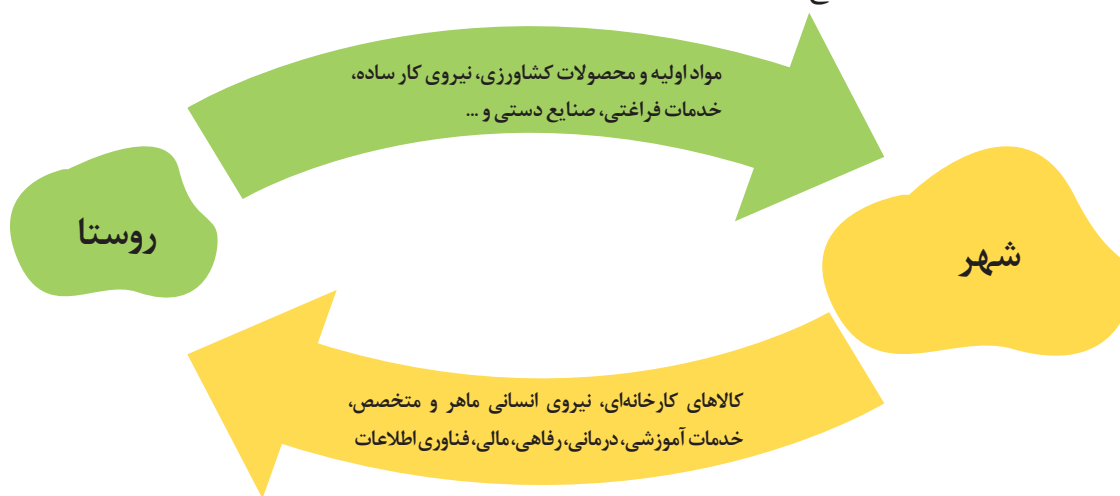 مواد اولیه و محصولات کشاورزی، نیروی کار ساده،
خدمات فراغتی، صنایع دستی و ...
روستا
شهر
کالاهای کارخانه‌ای، نیروی انسانی ماهر و متخصص،
خدمات آموزشی، درمانی، رفاهی، مالی، فناوری اطلاعات